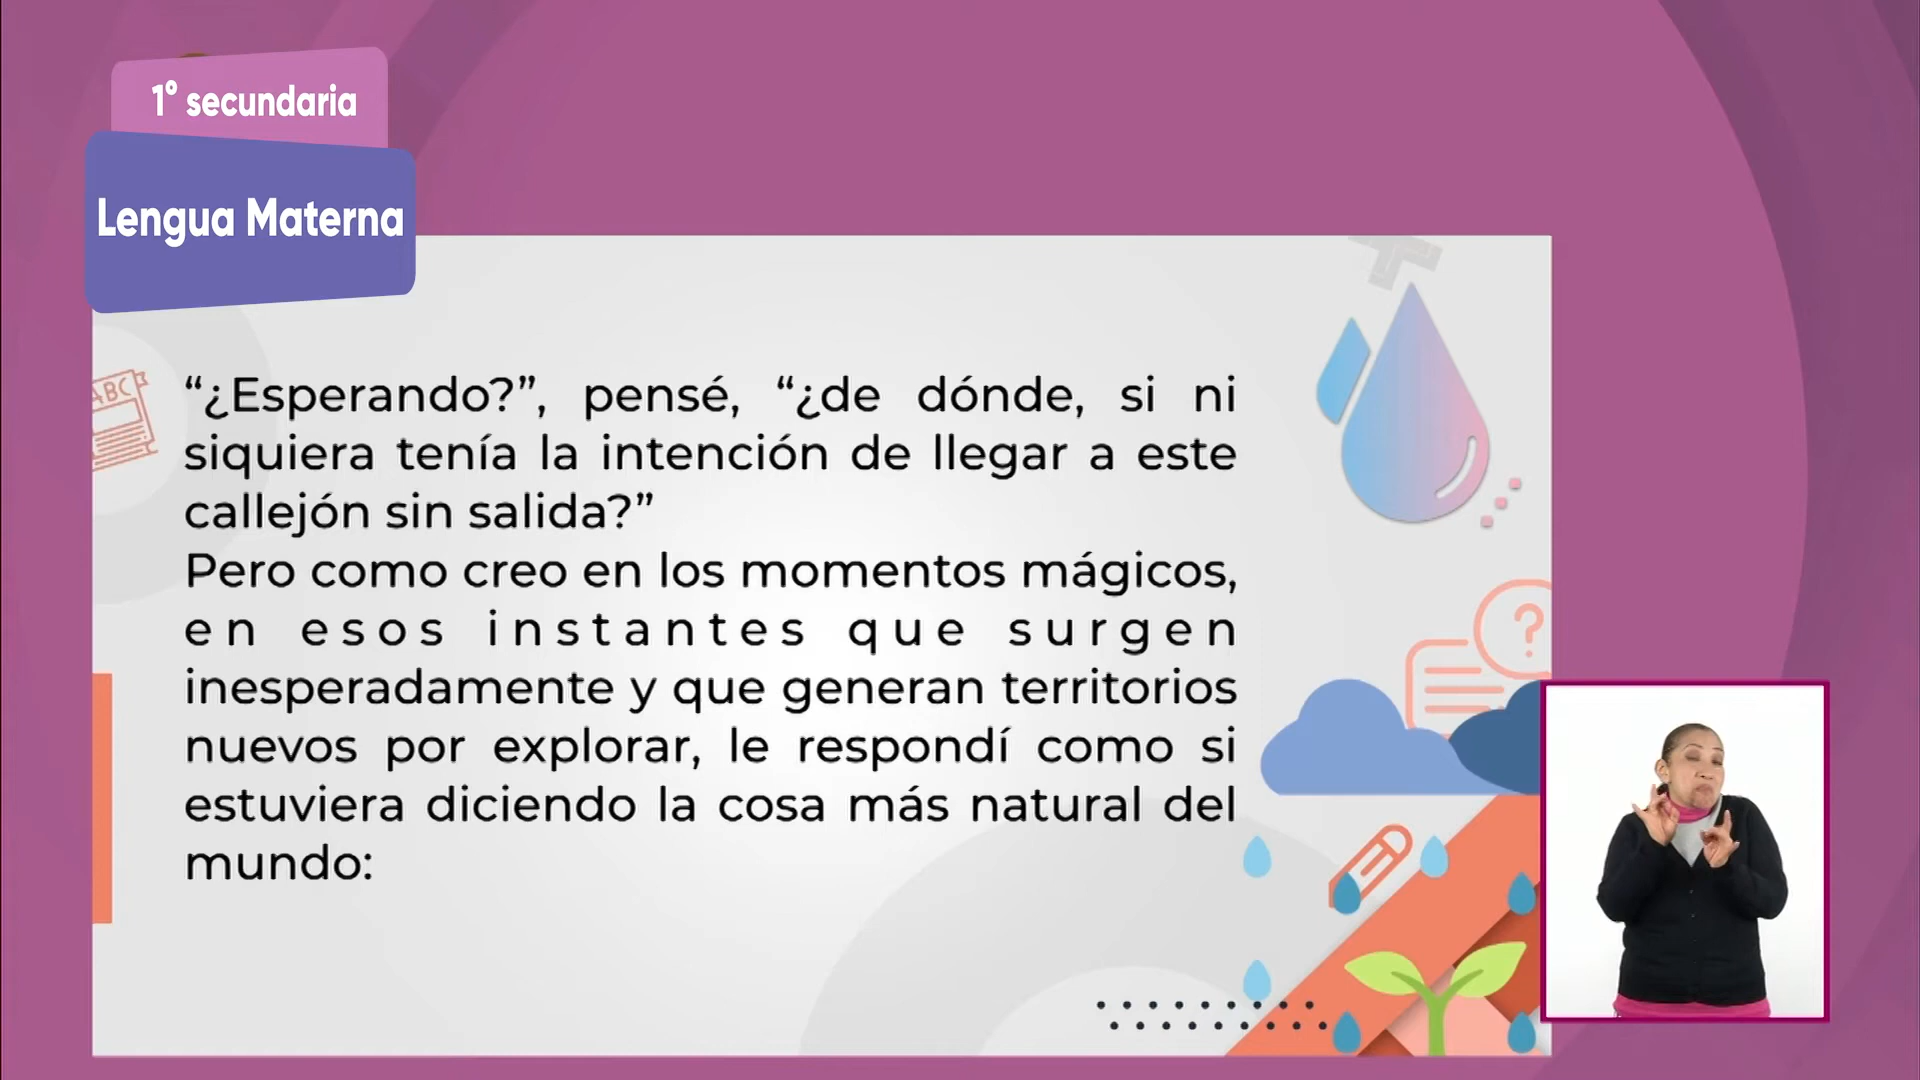 1° secundaria
Lengua Materna
ABC
“¿Esperando?”, pensé, “¿de dónde, si ni
siquiera tenía la intención de llegar a este
callejón sin salida?”
Pero como creo en los momentos mágicos,
en esos instantes que surgen
inesperadamente y que generan territorios
nuevos por explorar, le respondí como si
estuviera diciendo la cosa más natural del
mundo:
?